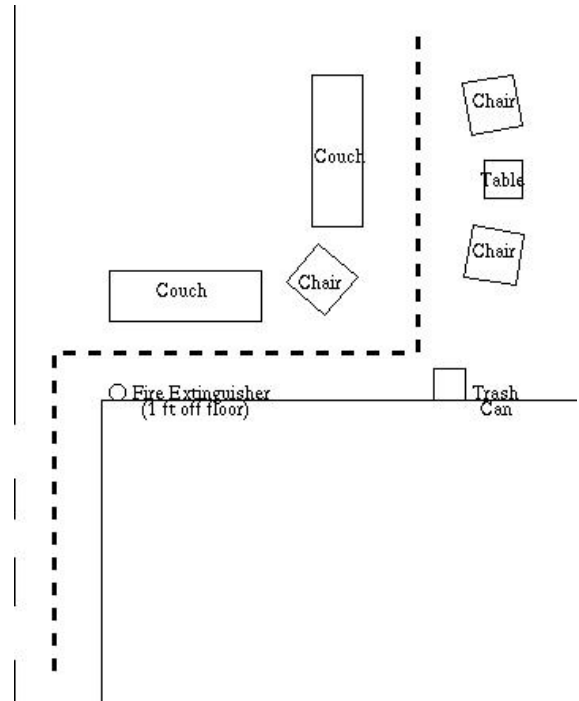 Chair
Couch
Table
Chair
Chair
Couch
Fire Extinguisher
(1 ft off floor)
Trash
Can